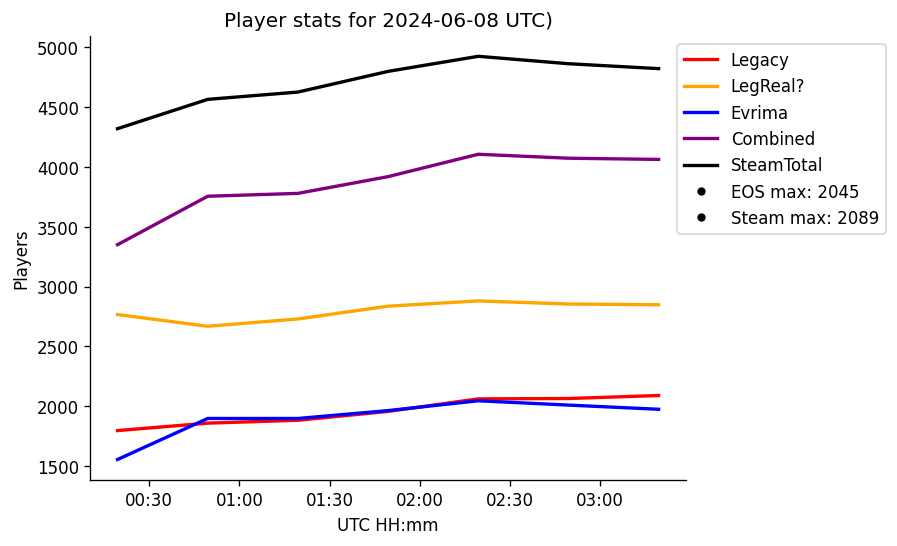 Player stats for 2024-06-08 UTC)
5000
4500
4000
3500
3000
2500
2000
1500
Players
00:30 01:00 01:30 02:00 02:30 03:00
UTC HH:mm
Legacy
LegReal?
Evrima
Combined
SteamTotal
EOS max: 2045
Steam max: 2089